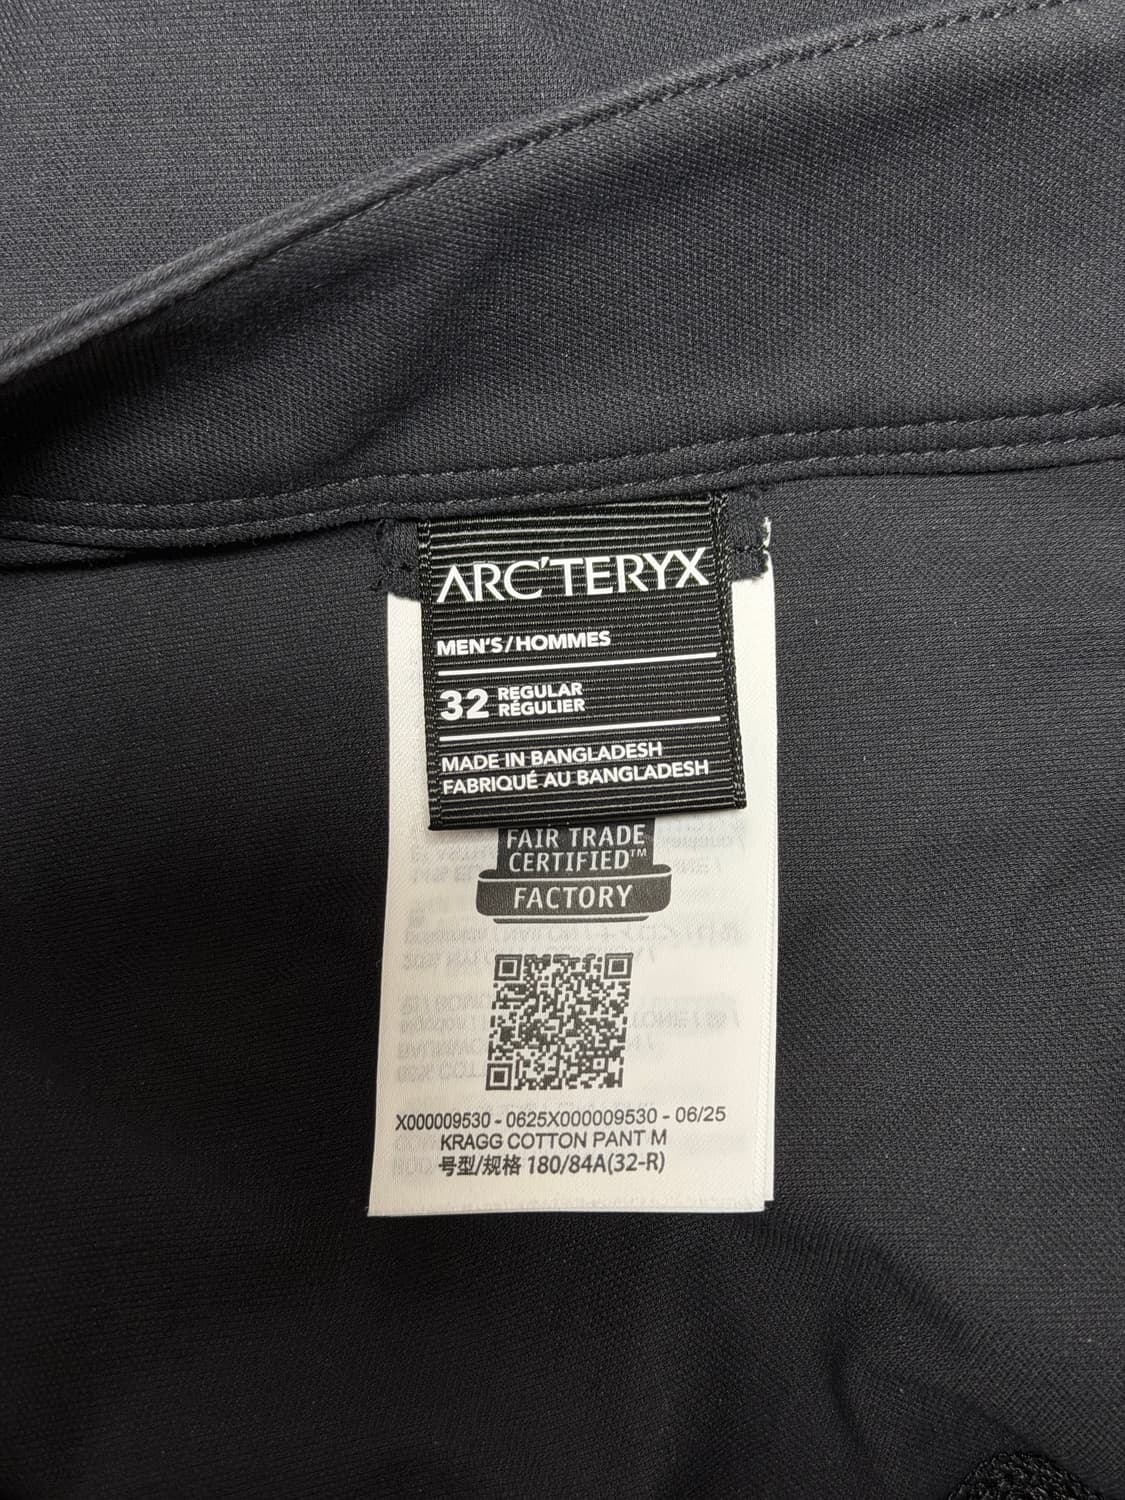 ARC'TERYX
MEN'S/HOMMES
32 REGULAR
RÉGULIER
MADE IN BANGLADESH
FABRIQUÉ AU BANGLADESH
FAIR TRADE
CERTIFIED™
FACTORY
X000009530 - 0625X000009530 - 06/25
KRAGG COTTON PANT M
号型/规格 180/84A(32-R)